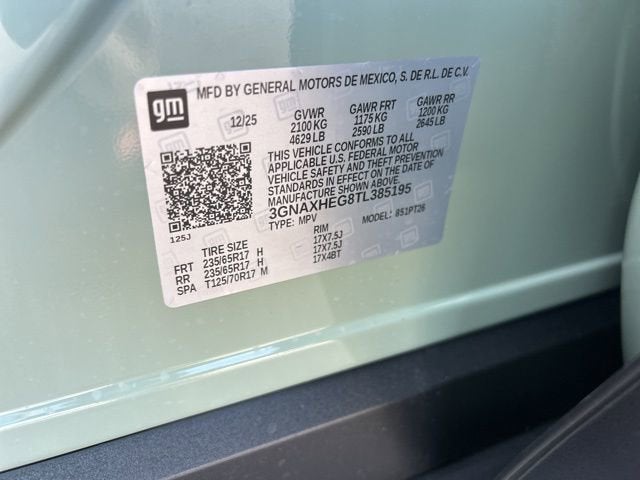 gm
MFD BY GENERAL MOTORS DE MEXICO, S. DE R.L. DE C.V.
12/25 GVWR GAWR FRT GAWR RR
2100 KG 1175 KG 1200 KG
4629 LB 2590 LB 2645 LB
THIS VEHICLE CONFORMS TO ALL
APPLICABLE U.S. FEDERAL MOTOR
VEHICLE SAFETY AND THEFT PREVENTION
STANDARDS IN EFFECT ON THE DATE OF
MANUFACTURE SHOWN ABOVE.
3GNAXHEG8TL385195
TYPE: MPV MODEL: 851PT26
125J
TIRE SIZE RIM
FRT 235/65R17 H 17X7.5J
RR 235/65R17 H 17X7.5J
SPA T125/70R17 M 17X4BT